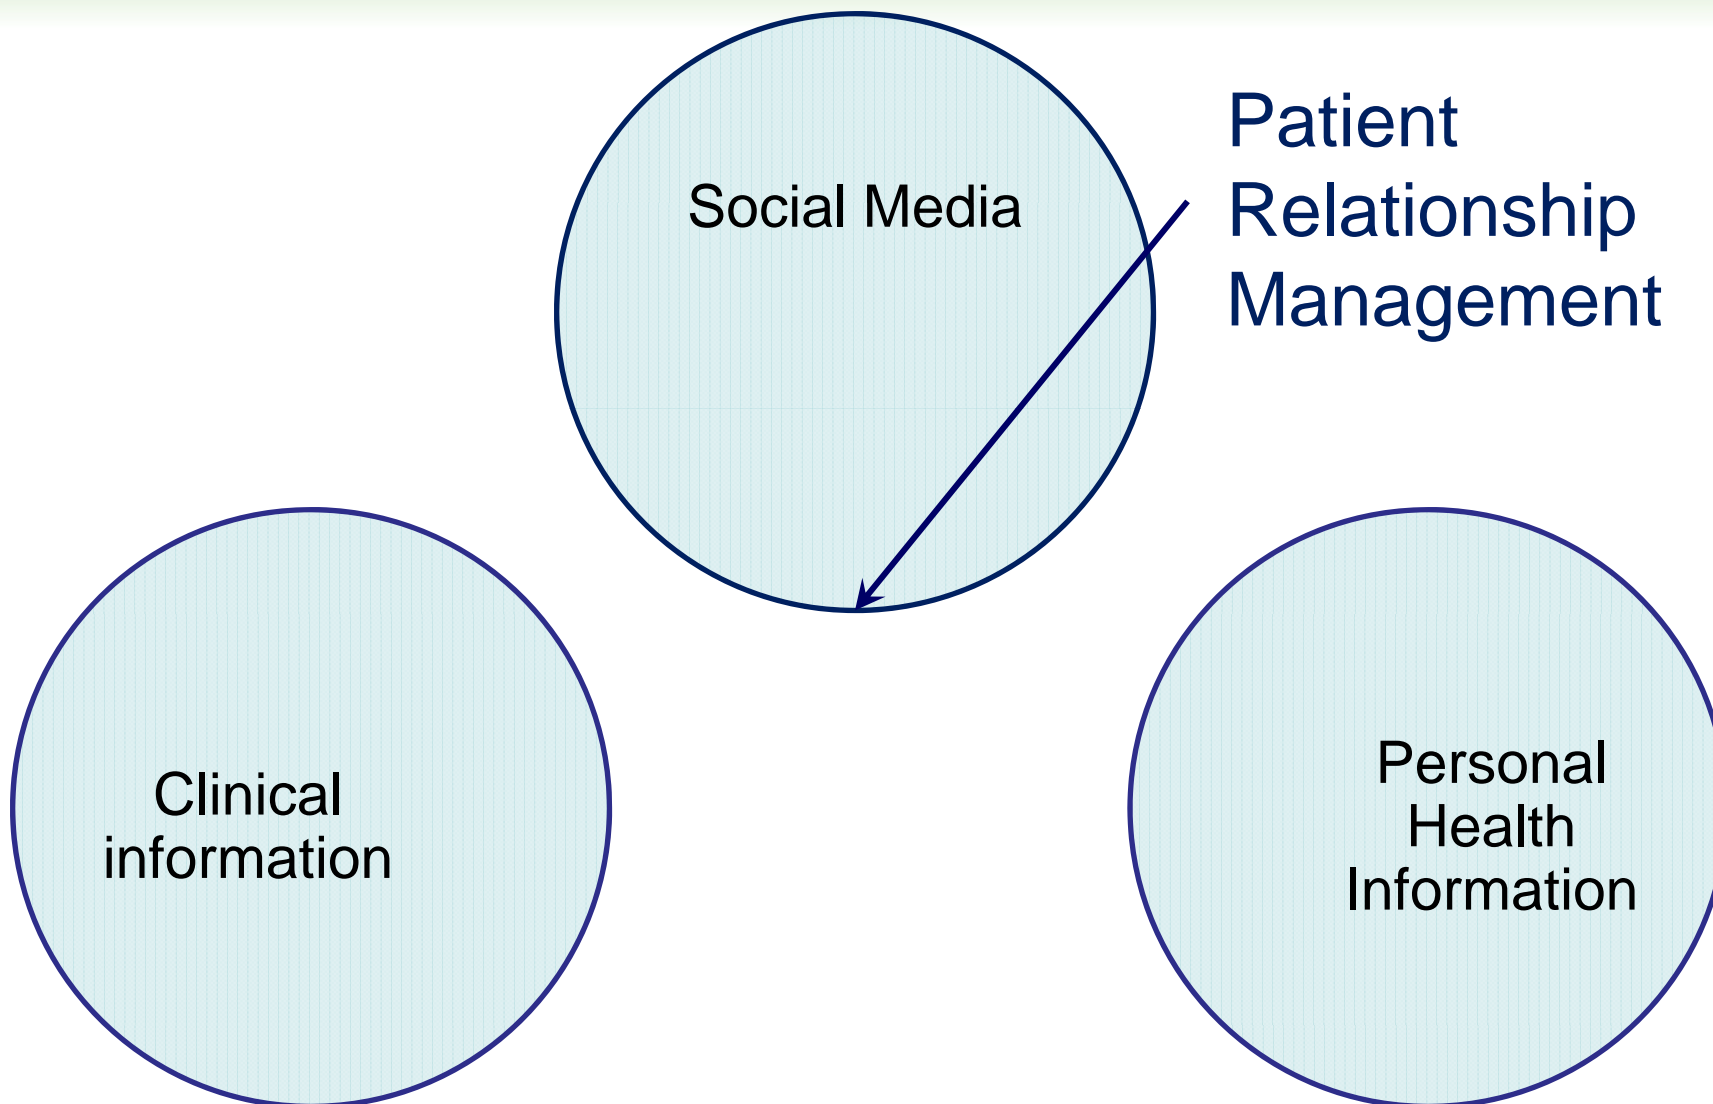 Social Media
Patient
Relationship
Management
Clinical
information
Personal
Health
Information